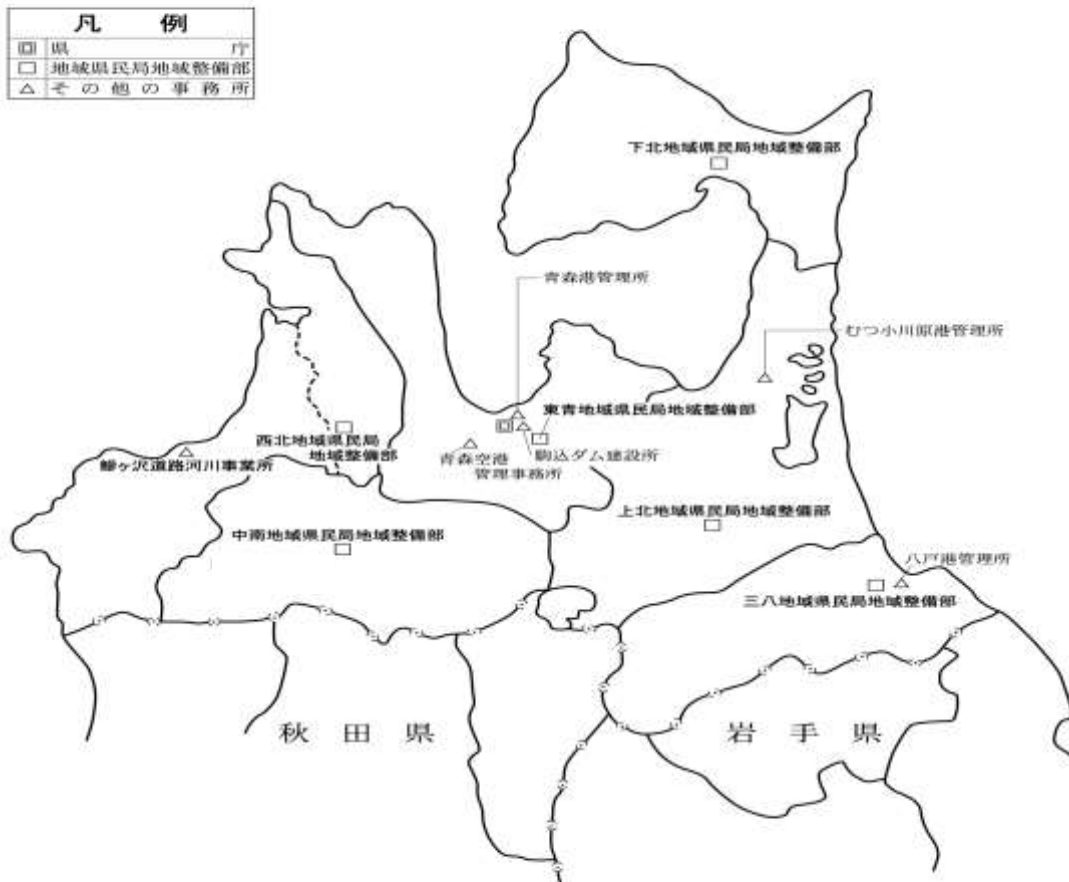 凡例
県庁
地域県民局地域整備部
その他の事務所
下北地域県民局地域整備部
青森港管理所
むつ小川原港管理所
東青地域県民局地域整備部
西北地域県民局
地域整備部
青森空港
管理事務所
駒込ダム建設所
鰺ヶ沢道路河川事業所
上北地域県民局地域整備部
中南地域県民局地域整備部
八戸港管理所
三八地域県民局地域整備部
秋田県
岩手県